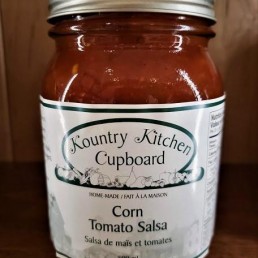 Kountry Kitchen
Cupboard
HOME-MADE / FAIT À LA MAISON
Corn
Tomato Salsa
Salsa de maïs et tomates